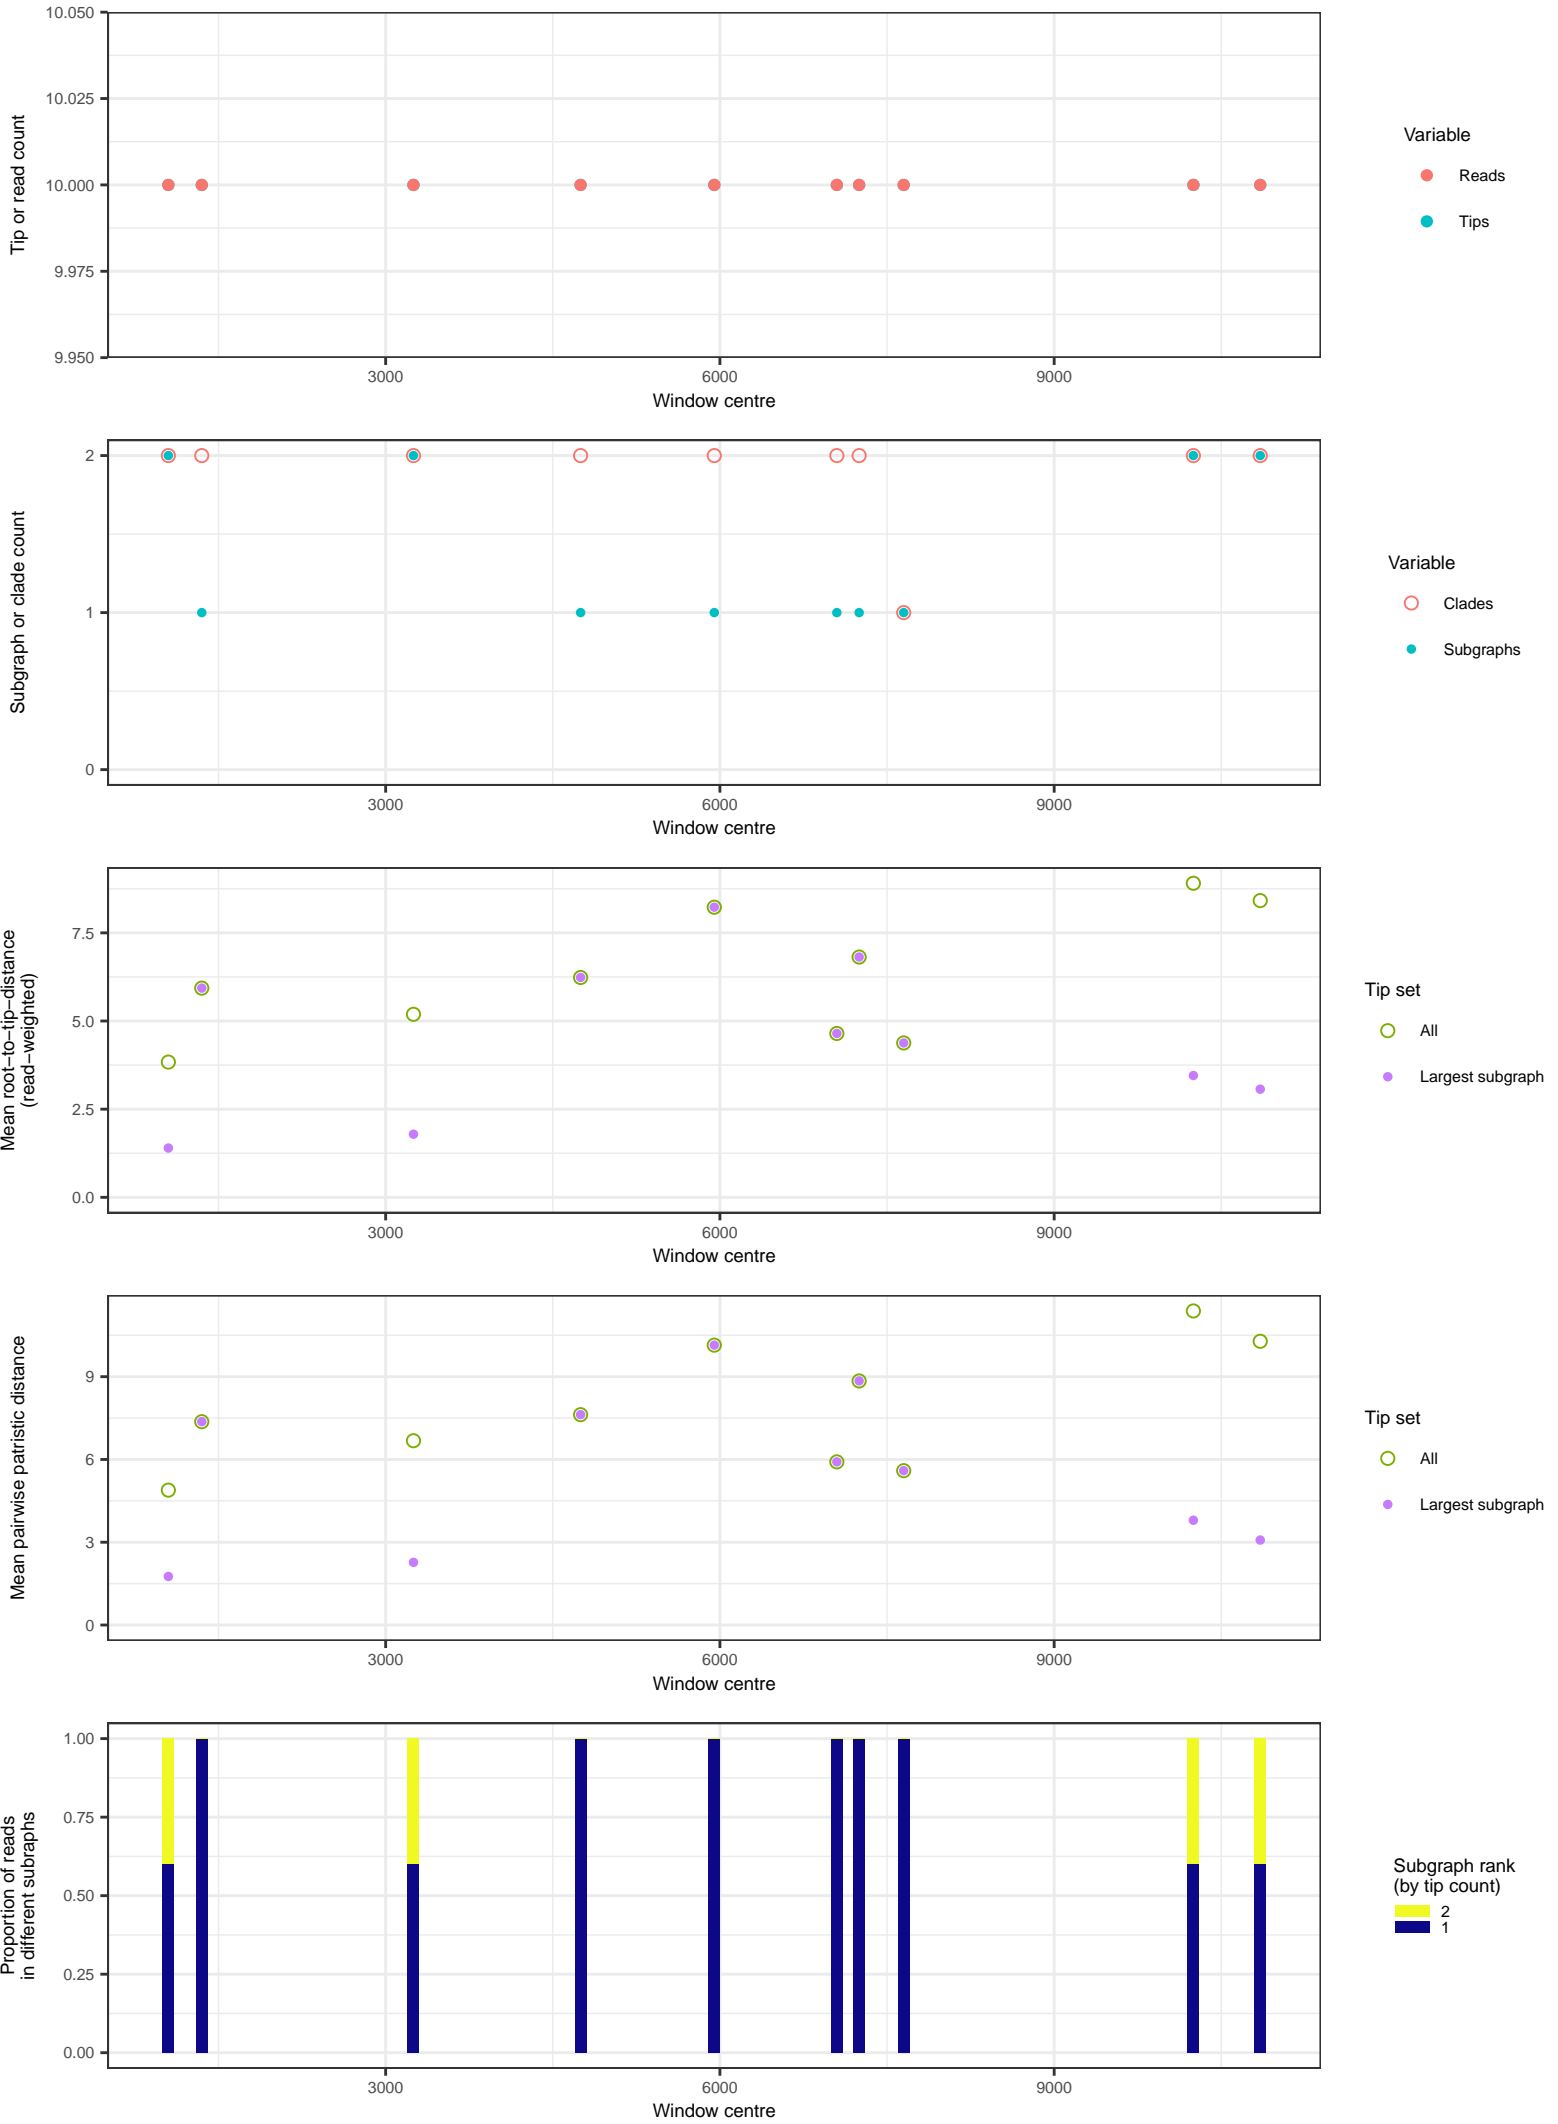 10.050
10.025
10.000
9.975
9.950
Tip or read count
3000 6000 9000
Window centre
Variable
Reads
Tips
2
1
0
Subgraph or clade count
3000 6000 9000
Window centre
Variable
Clades
Subgraphs
7.5
5.0
2.5
0.0
Mean root−to−tip−distance
(read−weighted)
3000 6000 9000
Window centre
Tip set
All
Largest subgraph
9
6
3
0
Mean pairwise patristic distance
3000 6000 9000
Window centre
Tip set
All
Largest subgraph
1.00
0.75
0.50
0.25
0.00
Proportion of reads
in different subraphs
3000 6000 9000
Window centre
Subgraph rank
(by tip count)
2
1